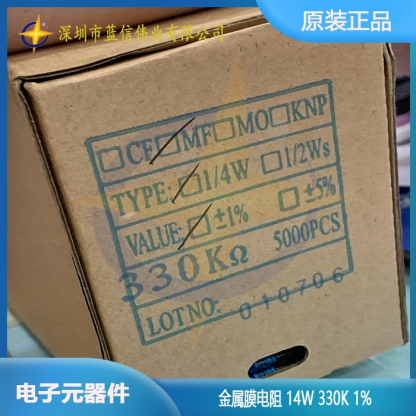 深圳市蓝信伟业有限公司
原装正品
□CF□MF□MO□KNP
TYPE:□1/4W □1/2Ws
VALUE:□±1% □±5%
330KΩ 5000PCS
LOT NO: 010706
电子元器件
金属膜电阻 14W 330K 1%